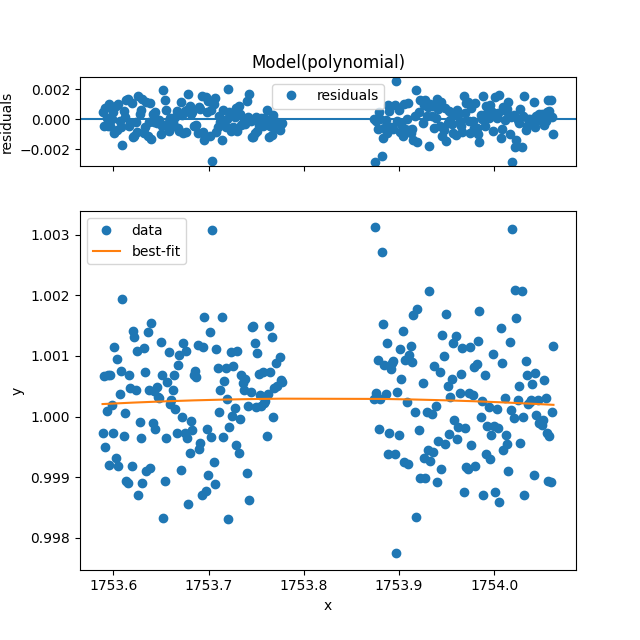 Model(polynomial)
residuals
0.002
0.000
−0.002
residuals
data
best-fit
1.003
1.002
1.001
1.000
0.999
0.998
y
1753.6
1753.7
1753.8
1753.9
1754.0
x